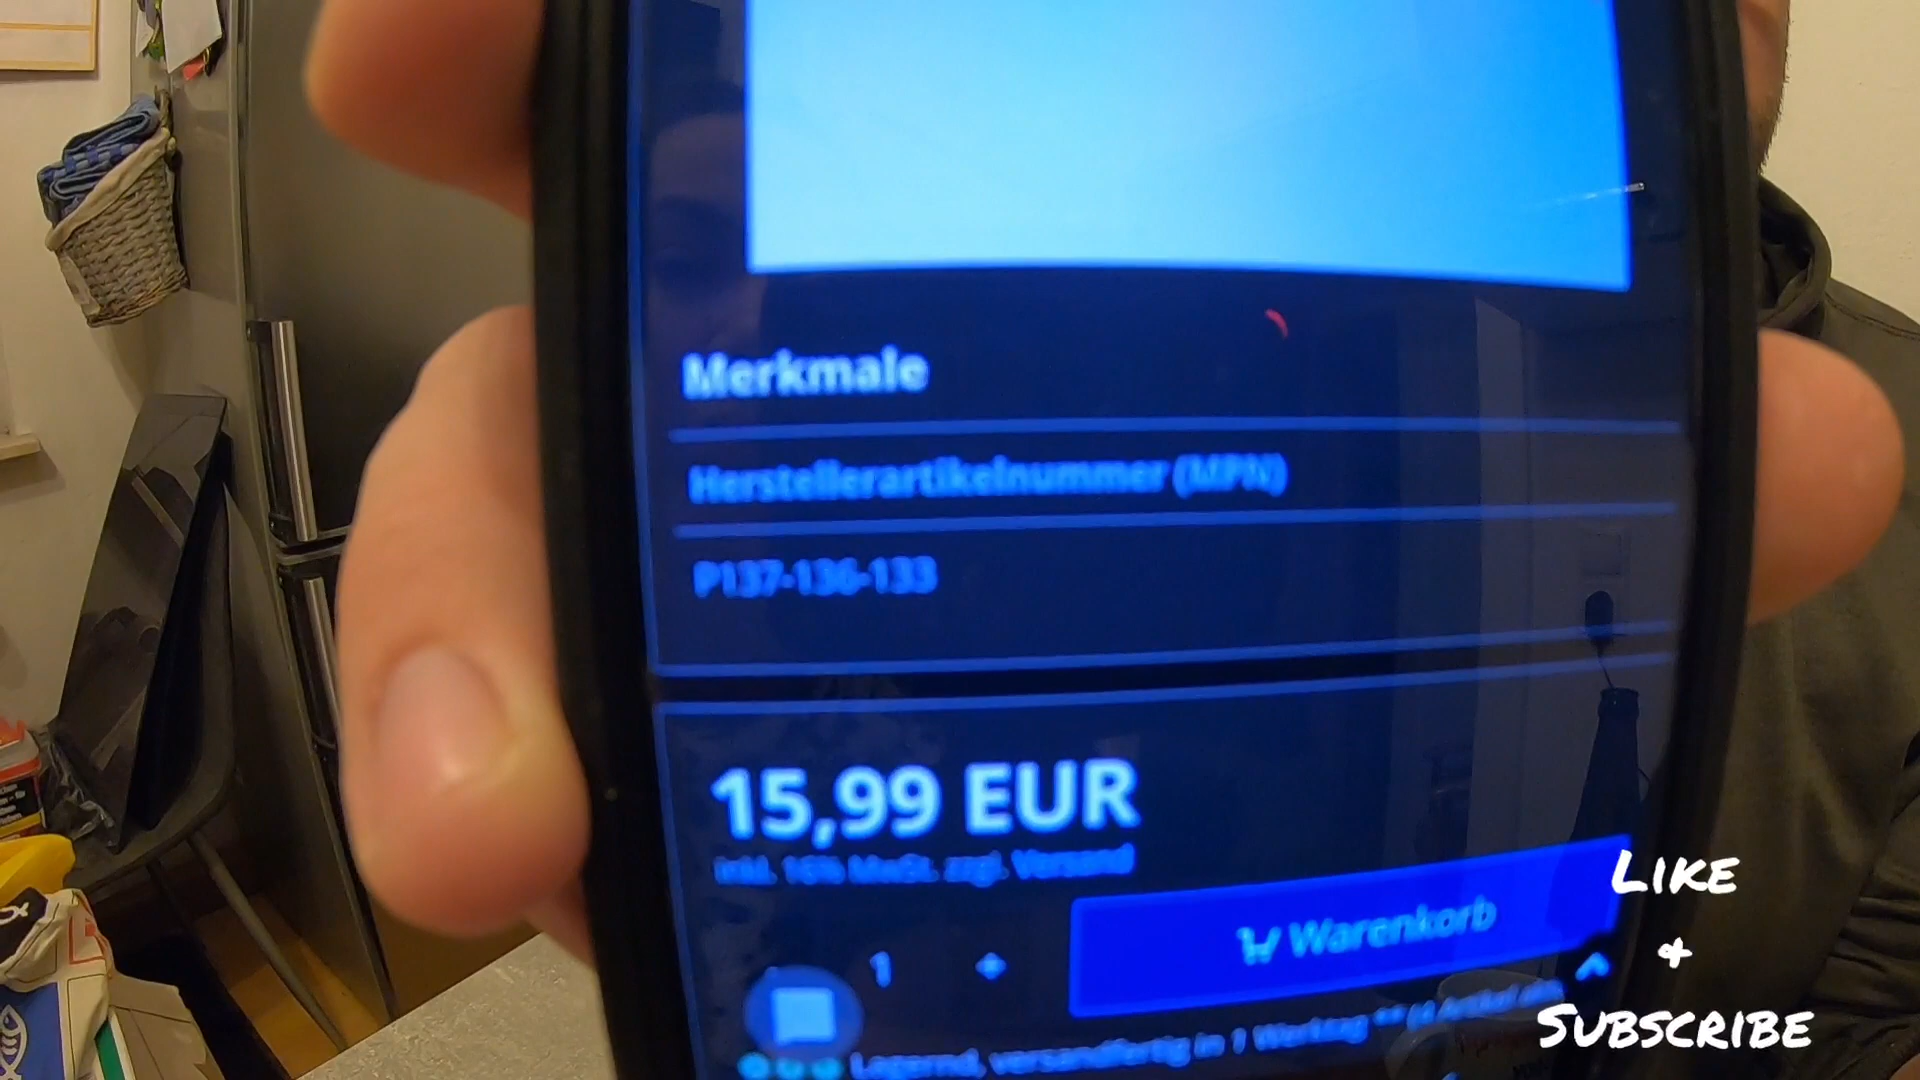 Merkmale
Herstellerartikelnummer (MPN)
P137-136-133
15,99 EUR
inkl. 16% MwSt. zzgl. Versand
1 +
Warenkorb
Lagernd, versandfertig in 1 Werktag **
LIKE
&
SUBSCRIBE